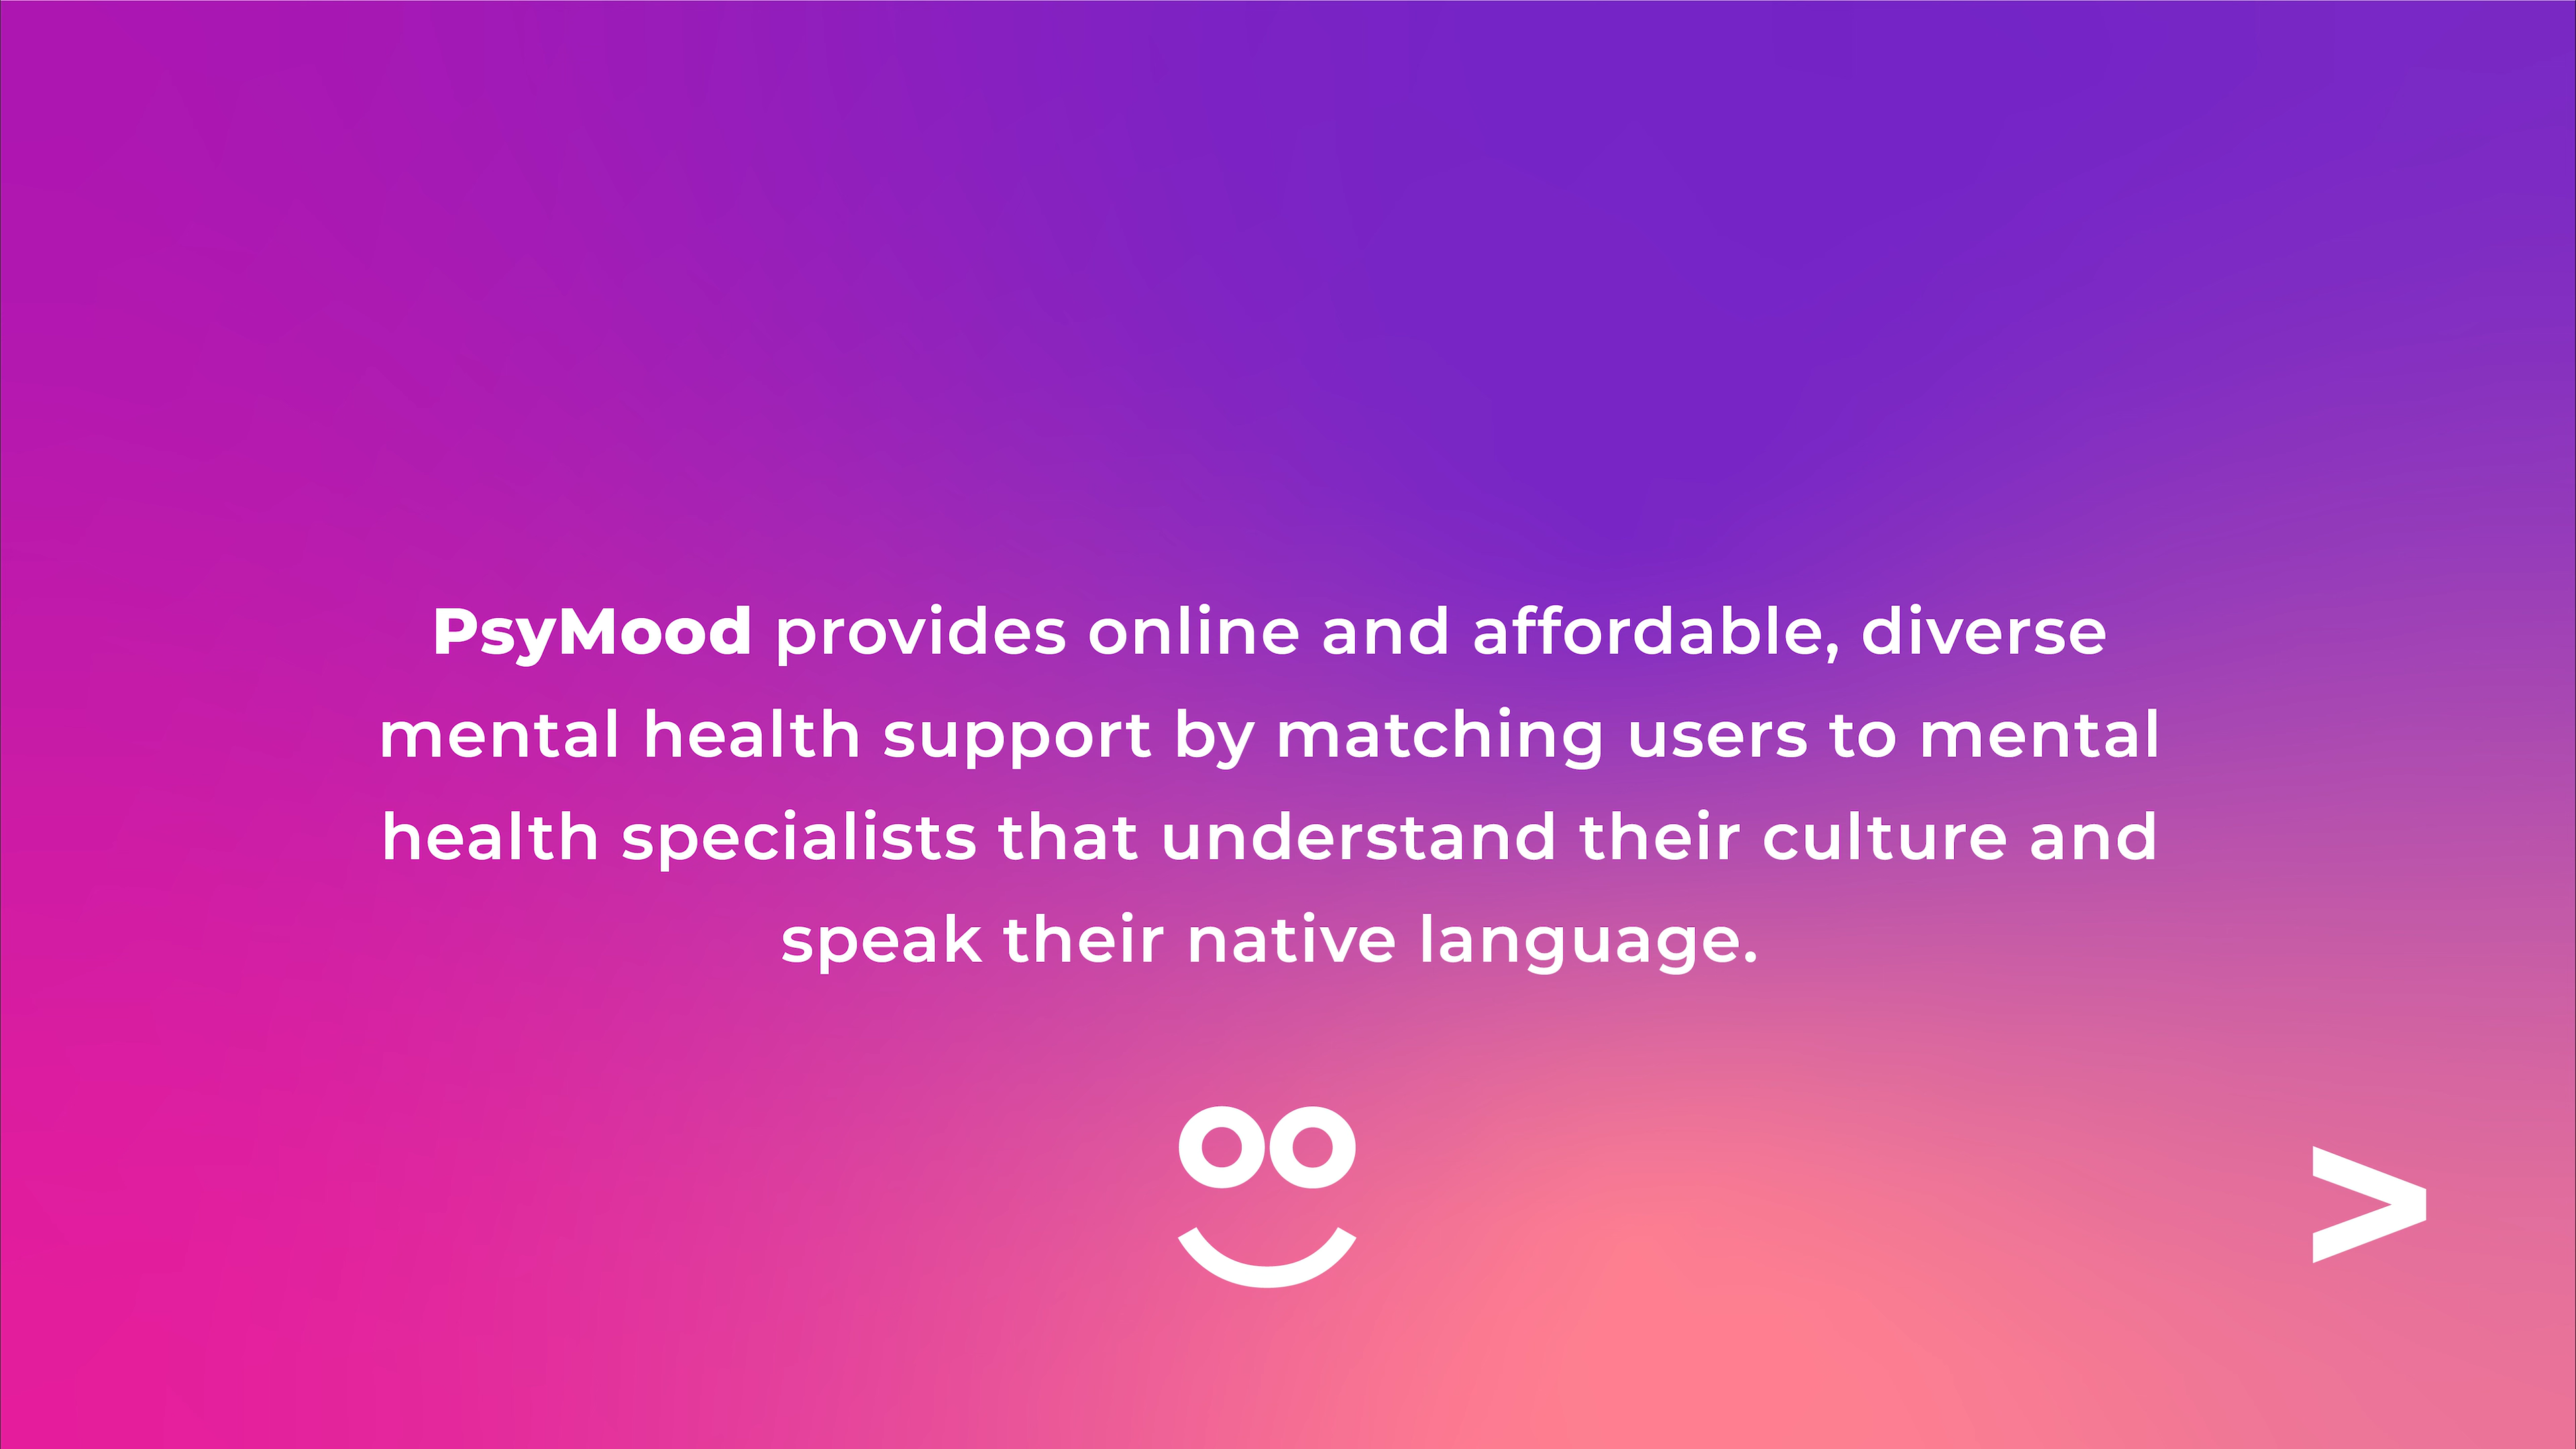 PsyMood provides online and affordable, diverse
mental health support by matching users to mental
health specialists that understand their culture and
speak their native language.
>